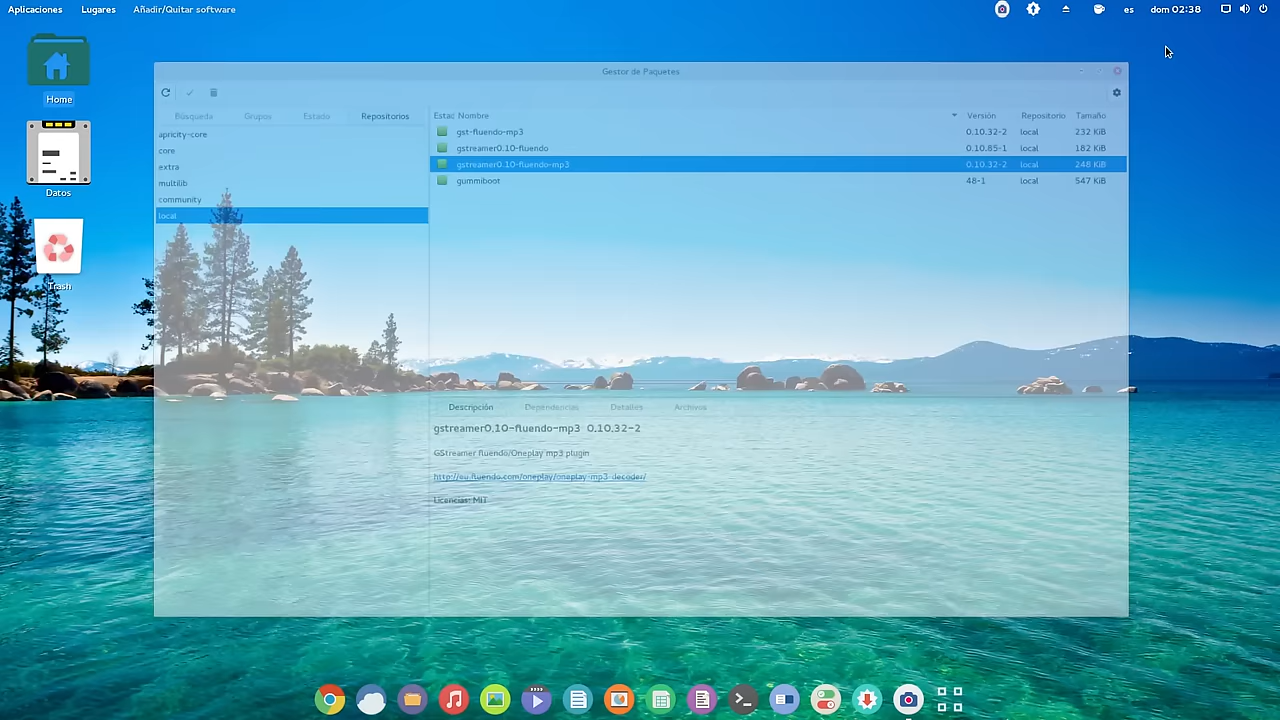 Aplicaciones Lugares Añadir/Quitar software es dom 02:38
Gestor de Paquetes
Home
Datos
Trash
Búsqueda Grupos Estado Repositorios
apricity-core
core
extra
multilib
community
local
Estac Nombre Versión Repositorio Tamaño
gst-fluendo-mp3 0.10.32-2 local 232 KiB
gstreamer0.10-fluendo 0.10.85-1 local 182 KiB
gstreamer0.10-fluendo-mp3 0.10.32-2 local 248 KiB
gummiboot 48-1 local 547 KiB
Descripción Dependencias Detalles Archivos
gstreamer0.10-fluendo-mp3 0.10.32-2
GStreamer fluendo/Oneplay mp3 plugin
http://eu.fluendo.com/oneplay/oneplay-mp3-decoder/
Licencias: MIT